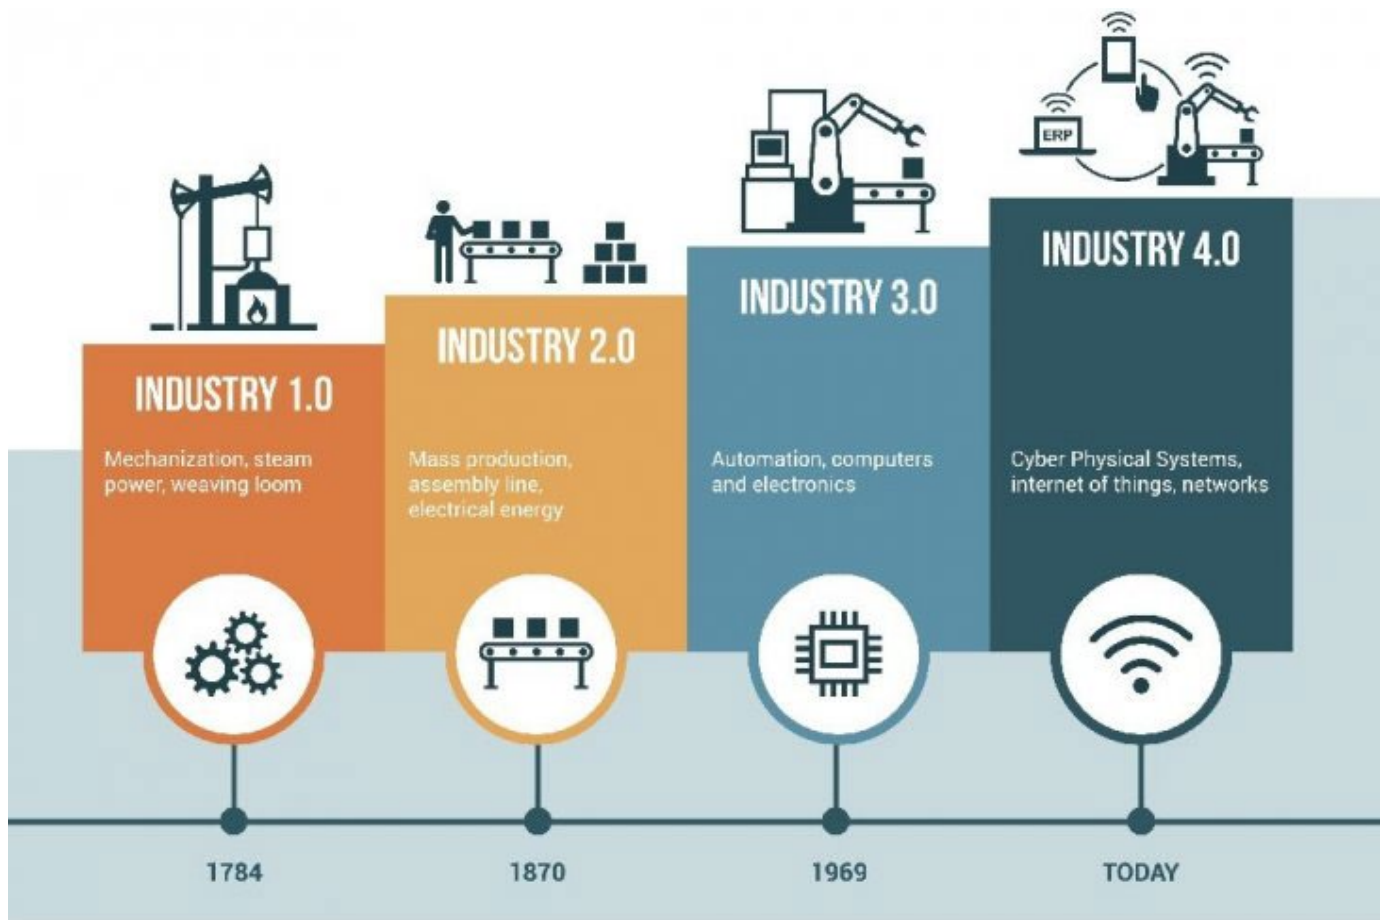 ERP
INDUSTRY 1.0
Mechanization, steam
power, weaving loom
INDUSTRY 2.0
Mass production,
assembly line,
electrical energy
INDUSTRY 3.0
Automation, computers
and electronics
INDUSTRY 4.0
Cyber Physical Systems,
internet of things, networks
1784
1870
1969
TODAY